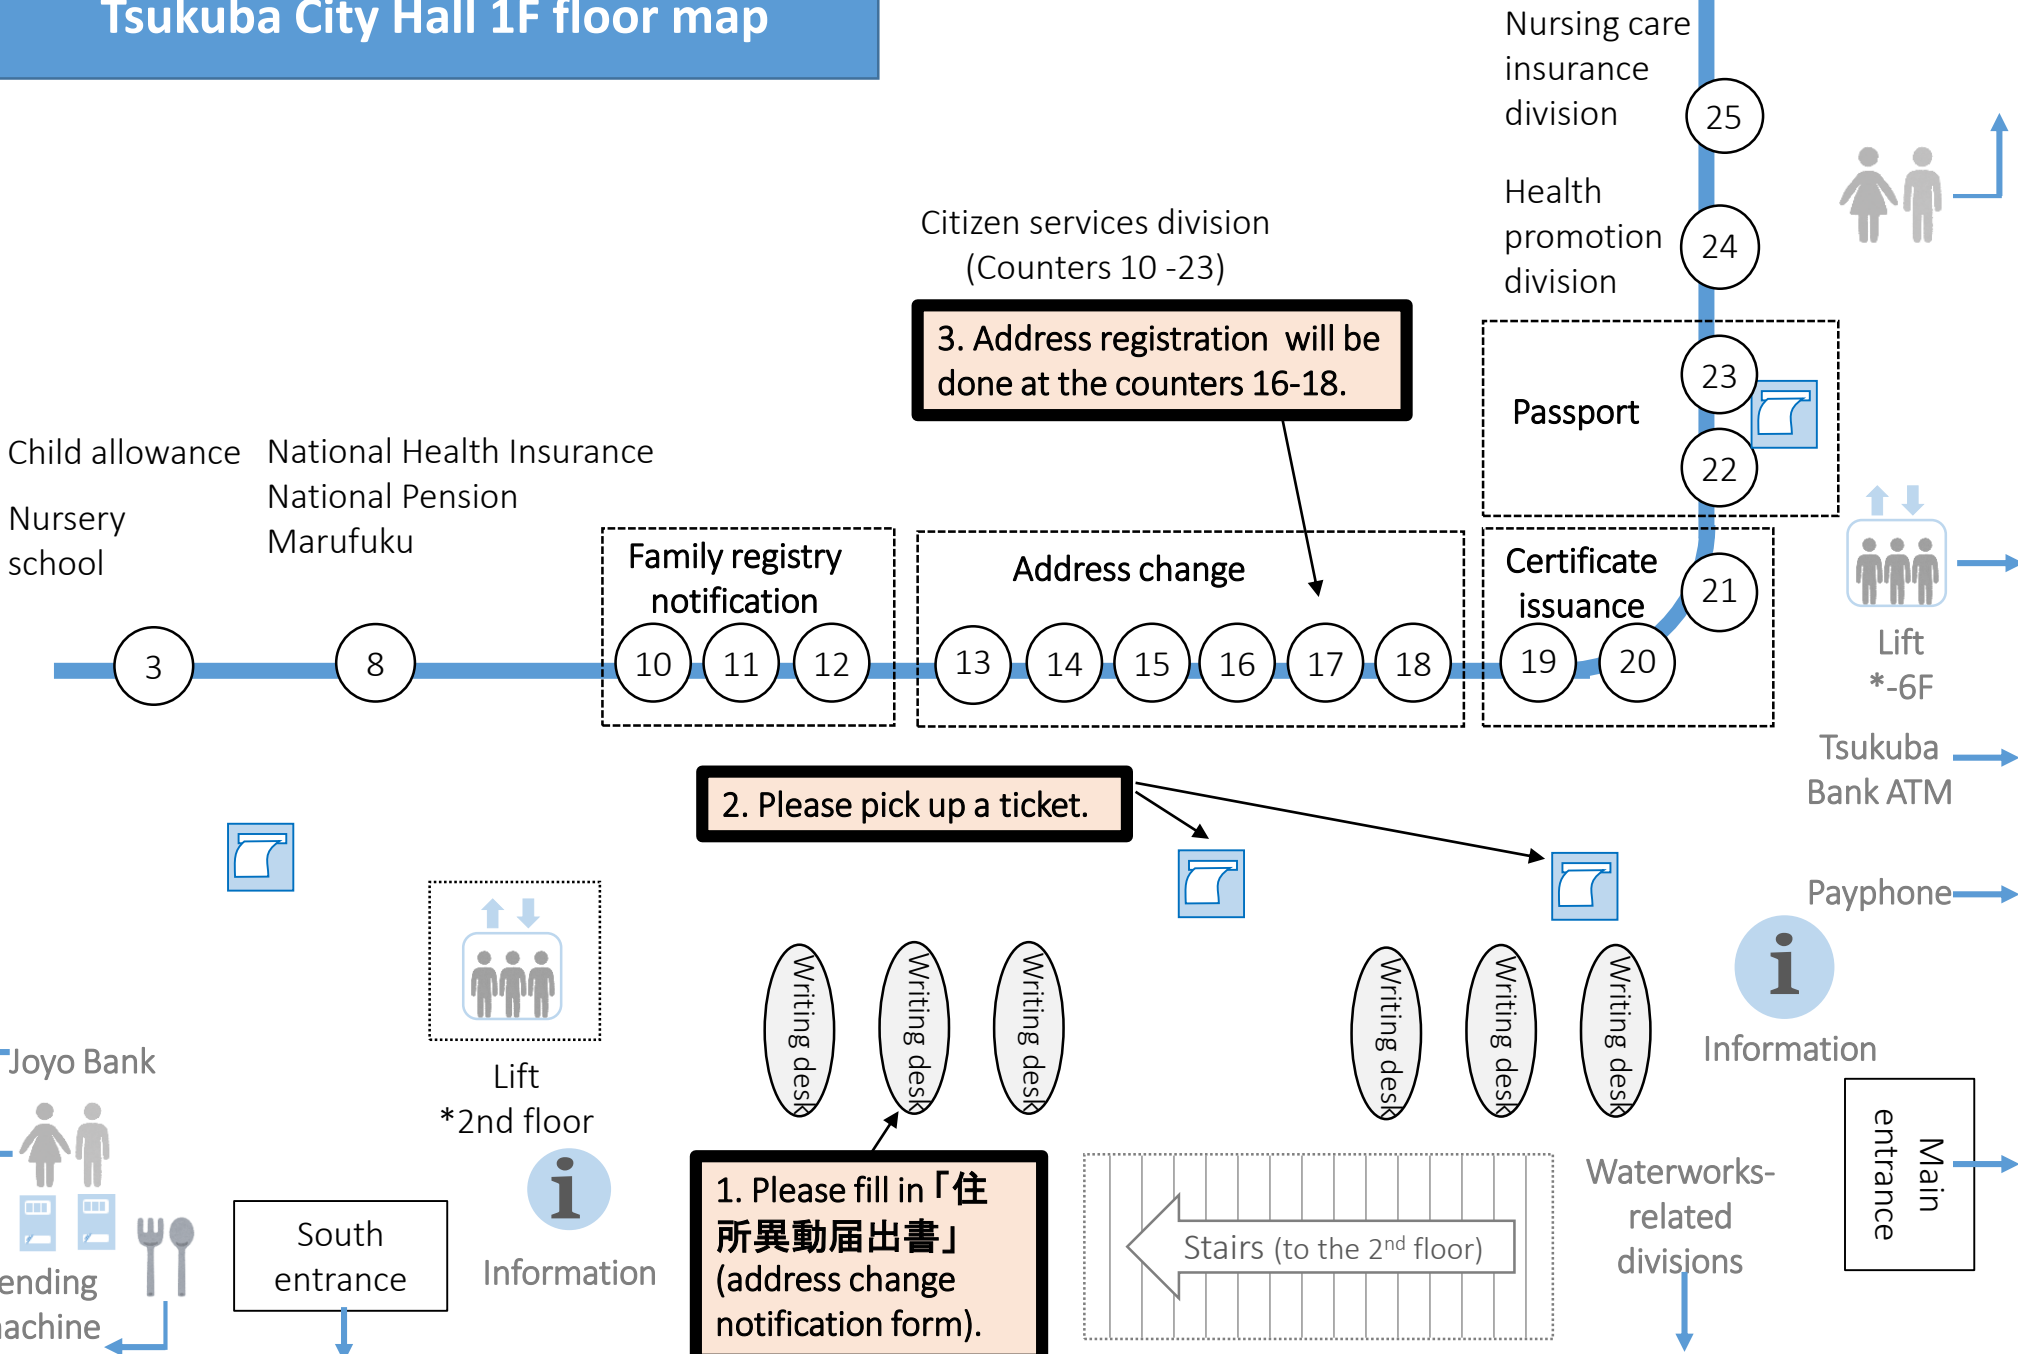 Tsukuba City Hall 1F floor map
Nursing care
insurance
division
25
Health
promotion
division
24
Citizen services division
(Counters 10 -23)
3. Address registration will be
done at the counters 16-18.
Passport
23
22
Child allowance
Nursery
school
National Health Insurance
National Pension
Marufuku
Family registry
notification
Address change
Certificate
issuance
21
3
8
10
11
12
13
14
15
16
17
18
19
20
Lift
*-6F
Tsukuba
Bank ATM
2. Please pick up a ticket.
Payphone
Writing desk
Writing desk
Writing desk
Writing desk
Writing desk
Writing desk
i
Information
Joyo Bank
Lift
*2nd floor
i
Information
1. Please fill in「住
所異動届出書」
(address change
notification form).
Stairs (to the 2nd floor)
Waterworks-
related
divisions
Main
entrance
South
entrance
ending
achine